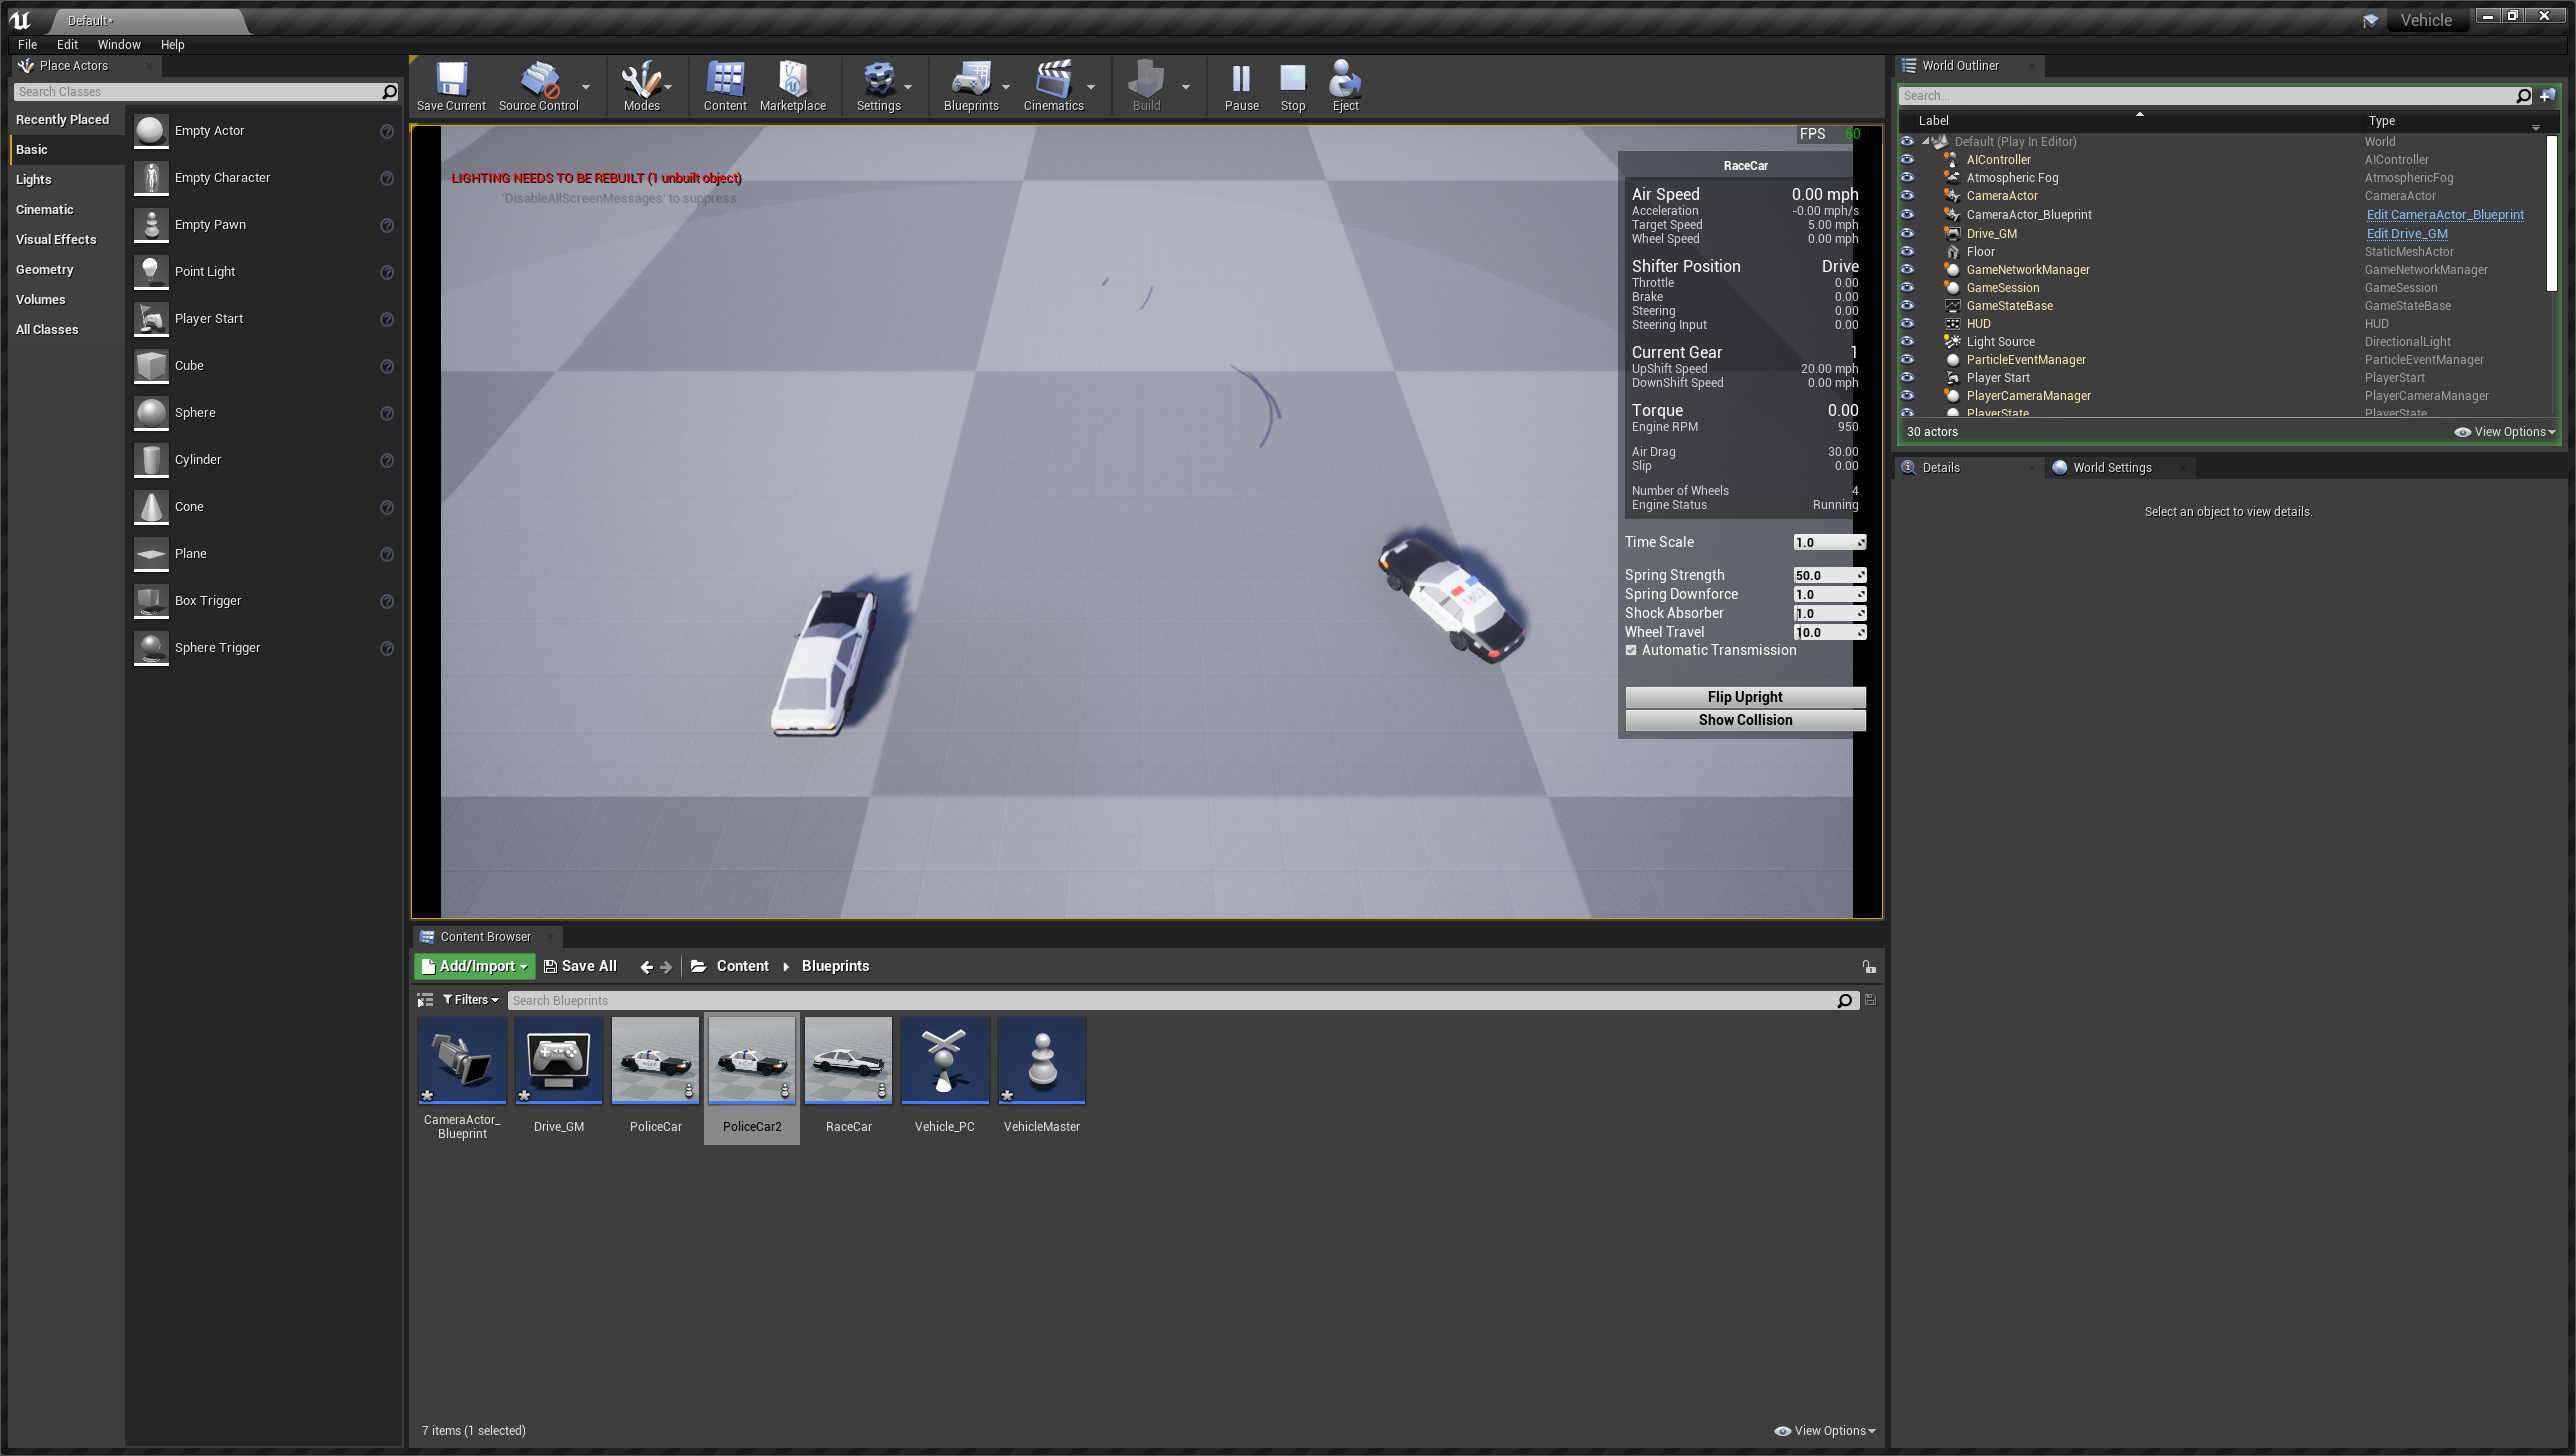 Default*
Vehicle
File Edit Window Help
Place Actors
Search Classes
Recently Placed
Basic
Lights
Cinematic
Visual Effects
Geometry
Volumes
All Classes
Empty Actor
Empty Character
Empty Pawn
Point Light
Player Start
Cube
Sphere
Cylinder
Cone
Plane
Box Trigger
Sphere Trigger
Save Current Source Control Modes Content Marketplace Settings Blueprints Cinematics Build Pause Stop Eject
FPS 60
LIGHTING NEEDS TO BE REBUILT (1 unbuilt object)
'DisableAllScreenMessages' to suppress
RaceCar
Air Speed 0.00 mph
Acceleration -0.00 mph/s
Target Speed 5.00 mph
Wheel Speed 0.00 mph
Shifter Position Drive
Throttle 0.00
Brake 0.00
Steering 0.00
Steering Input 0.00
Current Gear 1
UpShift Speed 20.00 mph
DownShift Speed 0.00 mph
Torque 0.00
Engine RPM 950
Air Drag 30.00
Slip 0.00
Number of Wheels 4
Engine Status Running
Time Scale 1.0
Spring Strength 50.0
Spring Downforce 1.0
Shock Absorber 1.0
Wheel Travel 10.0
Automatic Transmission
Flip Upright
Show Collision
Content Browser
Add/Import Save All Content Blueprints
Filters Search Blueprints
CameraActor_
Blueprint
Drive_GM
PoliceCar
PoliceCar2
RaceCar
Vehicle_PC
VehicleMaster
7 items (1 selected)
View Options
World Outliner
Search...
Label Type
Default (Play In Editor) World
AIController AIController
Atmospheric Fog AtmosphericFog
CameraActor CameraActor
CameraActor_Blueprint Edit CameraActor_Blueprint
Drive_GM Edit Drive_GM
Floor StaticMeshActor
GameNetworkManager GameNetworkManager
GameSession GameSession
GameStateBase GameStateBase
HUD HUD
Light Source DirectionalLight
ParticleEventManager ParticleEventManager
Player Start PlayerStart
PlayerCameraManager PlayerCameraManager
PlayerState PlayerState
30 actors View Options
Details World Settings
Select an object to view details.